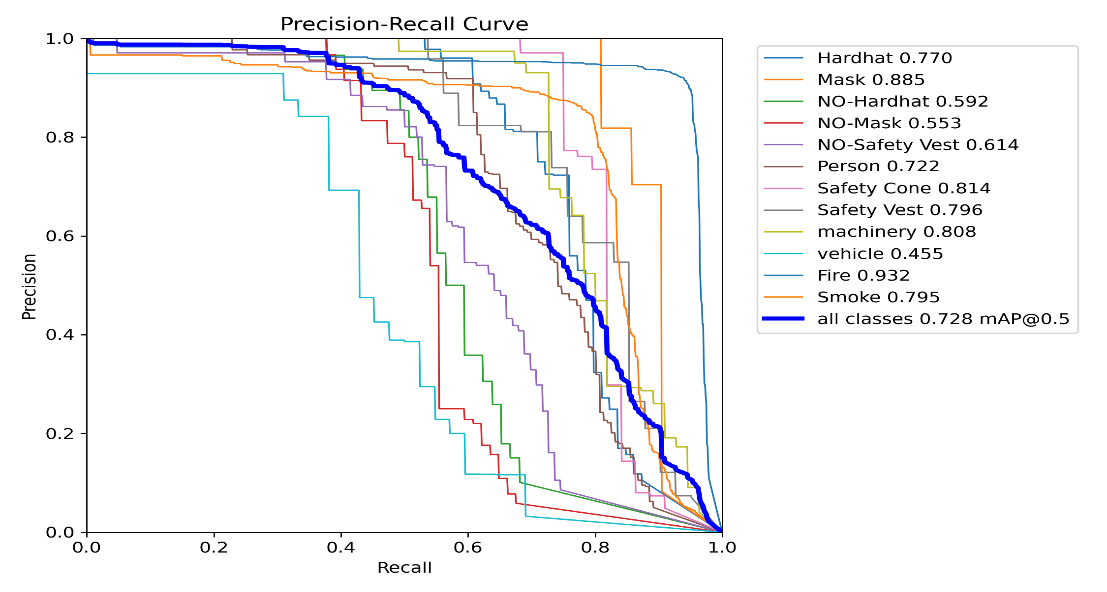 Precision-Recall Curve
1.0
0.8
0.6
0.4
0.2
0.0
Precision
0.0 0.2 0.4 0.6 0.8 1.0
Recall
Hardhat 0.770
Mask 0.885
NO-Hardhat 0.592
NO-Mask 0.553
NO-Safety Vest 0.614
Person 0.722
Safety Cone 0.814
Safety Vest 0.796
machinery 0.808
vehicle 0.455
Fire 0.932
Smoke 0.795
all classes 0.728 mAP@0.5